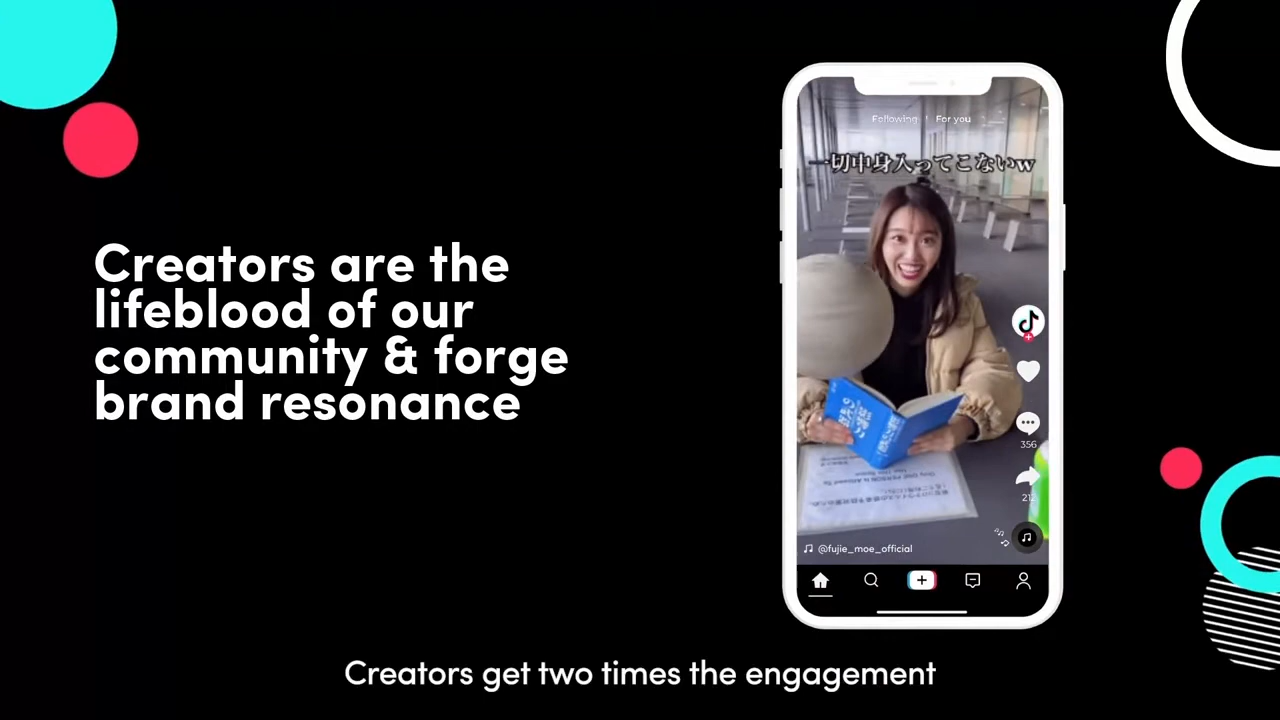 Creators are the
lifeblood of our
community & forge
brand resonance
Following
For you
一切中身入ってこないw
356
212
@fujie_moe_official
Creators get two times the engagement